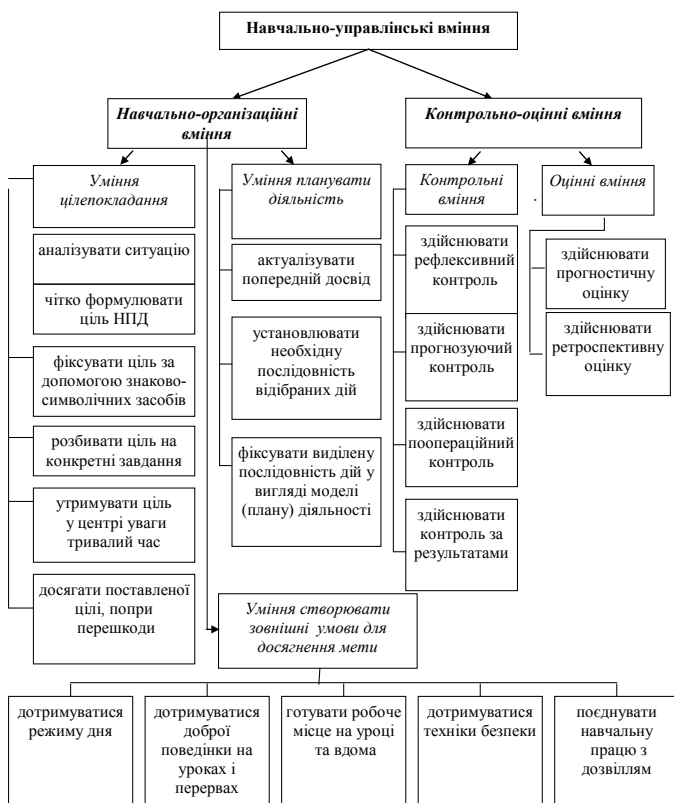 Навчально-управлінські вміння
Навчально-організаційні
вміння
Контрольно-оцінні вміння
Уміння
цілепокладання
Уміння планувати
діяльність
Контрольні
вміння
Оцінні вміння
аналізувати ситуацію
чітко формулювати
ціль НПД
фіксувати ціль за
допомогою знаково-
символічних засобів
розбивати ціль на
конкретні завдання
утримувати ціль
у центрі уваги
тривалий час
досягати поставленої
цілі, попри
перешкоди
актуалізувати
попередній досвід
установлювати
необхідну
послідовність
відібраних дій
фіксувати виділену
послідовність дій у
вигляді моделі
(плану) діяльності
здійснювати
рефлексивний
контроль
здійснювати
прогнозуючий
контроль
здійснювати
поопераційний
контроль
здійснювати
контроль за
результатами
здійснювати
прогностичну
оцінку
здійснювати
ретроспективну
оцінку
Уміння створювати
зовнішні умови для
досягнення мети
дотримуватися
режиму дня
дотримуватися
доброї
поведінки на
уроках і
перервах
готувати робоче
місце на уроці
та вдома
дотримуватися
техніки безпеки
поєднувати
навчальну
працю з
дозвіллям